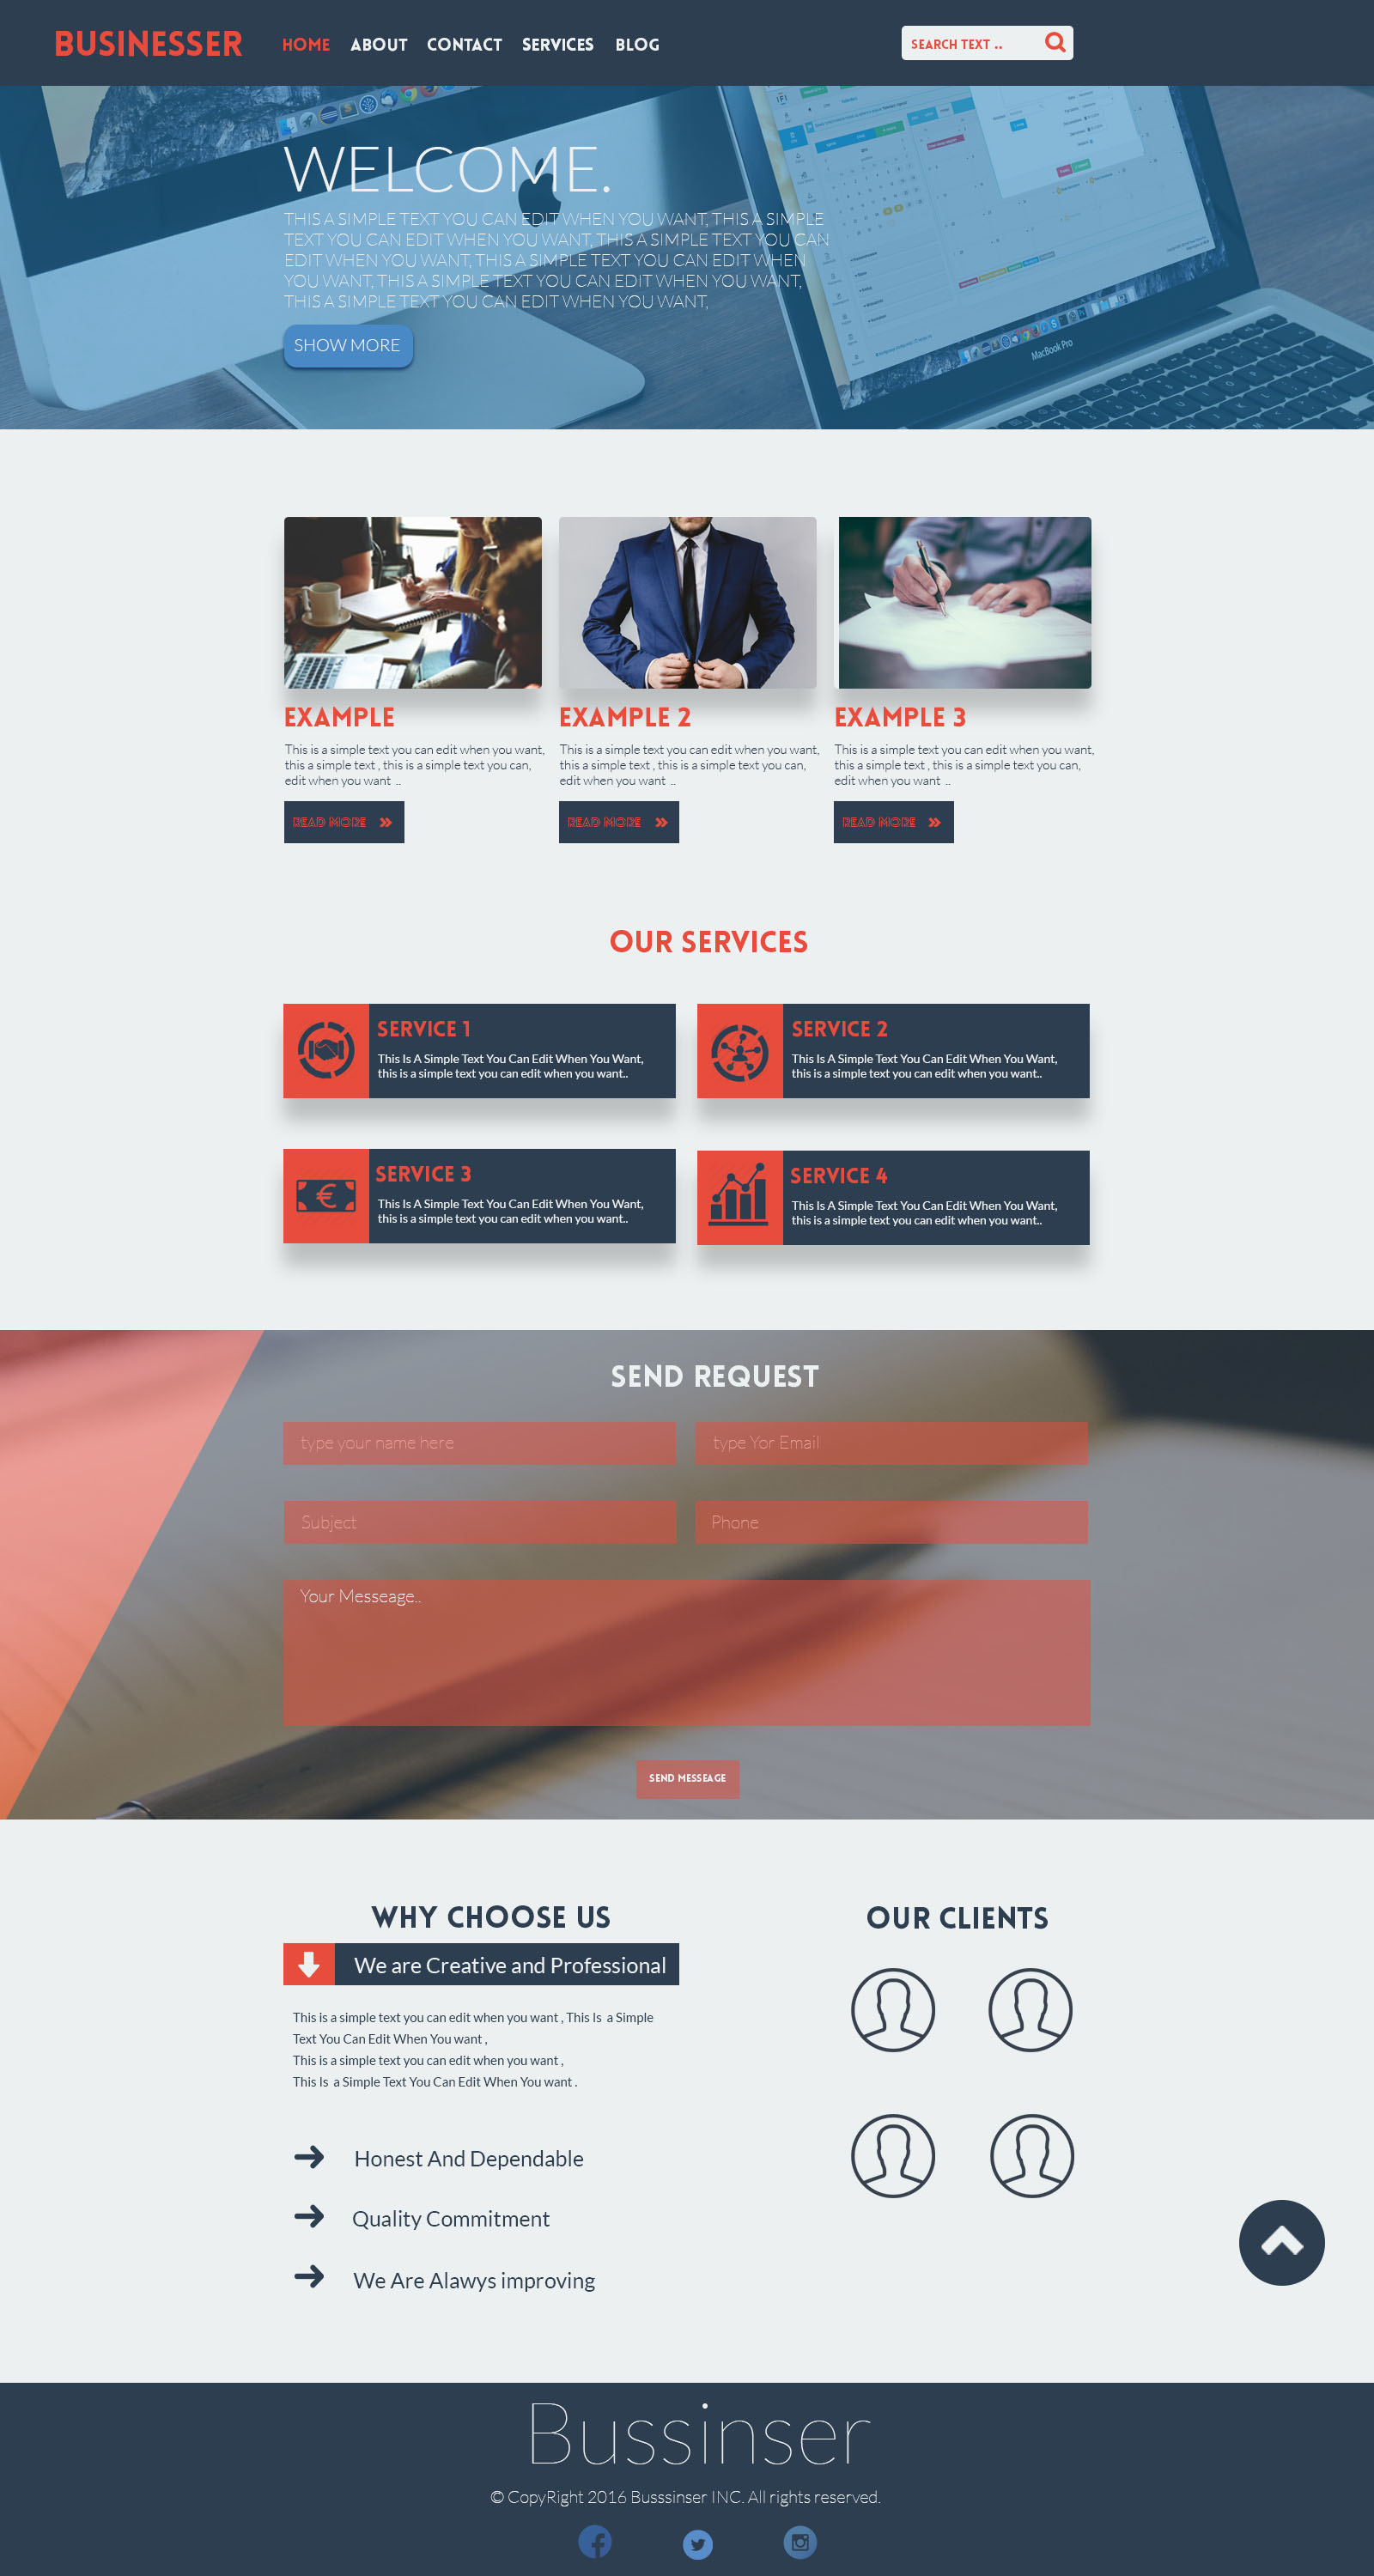 BUSINESSER
HOME ABOUT CONTACT SERVICES BLOG
SEARCH TEXT ..
WELCOME.
THIS A SIMPLE TEXT YOU CAN EDIT WHEN YOU WANT, THIS A SIMPLE
TEXT YOU CAN EDIT WHEN YOU WANT, THIS A SIMPLE TEXT YOU CAN
EDIT WHEN YOU WANT, THIS A SIMPLE TEXT YOU CAN EDIT WHEN
YOU WANT, THIS A SIMPLE TEXT YOU CAN EDIT WHEN YOU WANT,
THIS A SIMPLE TEXT YOU CAN EDIT WHEN YOU WANT,
SHOW MORE
MacBook Pro
EXAMPLE
This is a simple text you can edit when you want,
this a simple text , this is a simple text you can,
edit when you want ..
READ MORE
EXAMPLE 2
This is a simple text you can edit when you want,
this a simple text , this is a simple text you can,
edit when you want ..
READ MORE
EXAMPLE 3
This is a simple text you can edit when you want,
this a simple text , this is a simple text you can,
edit when you want ..
READ MORE
OUR SERVICES
SERVICE 1
This Is A Simple Text You Can Edit When You Want,
this is a simple text you can edit when you want..
SERVICE 2
This Is A Simple Text You Can Edit When You Want,
this is a simple text you can edit when you want..
€
SERVICE 3
This Is A Simple Text You Can Edit When You Want,
this is a simple text you can edit when you want..
SERVICE 4
This Is A Simple Text You Can Edit When You Want,
this is a simple text you can edit when you want..
SEND REQUEST
type your name here
type Yor Email
Subject
Phone
Your Messeage..
SEND MESSEAGE
WHY CHOOSE US
We are Creative and Professional
This is a simple text you can edit when you want , This Is a Simple
Text You Can Edit When You want ,
This is a simple text you can edit when you want ,
This Is a Simple Text You Can Edit When You want .
Honest And Dependable
Quality Commitment
We Are Alawys improving
OUR CLIENTS
Bussinser
© CopyRight 2016 Busssinser INC. All rights reserved.